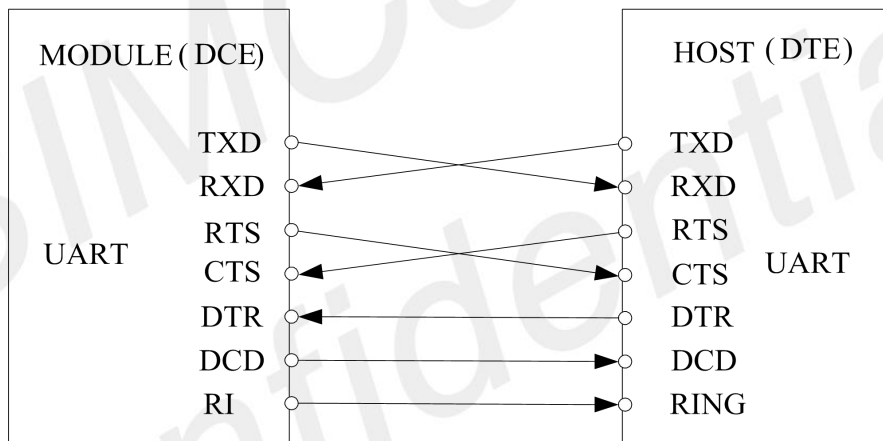 MODULE ( DCE)
HOST ( DTE)
TXD
TXD
RXD
RXD
RTS
RTS
UART
CTS
CTS
UART
DTR
DTR
DCD
DCD
RI
RING